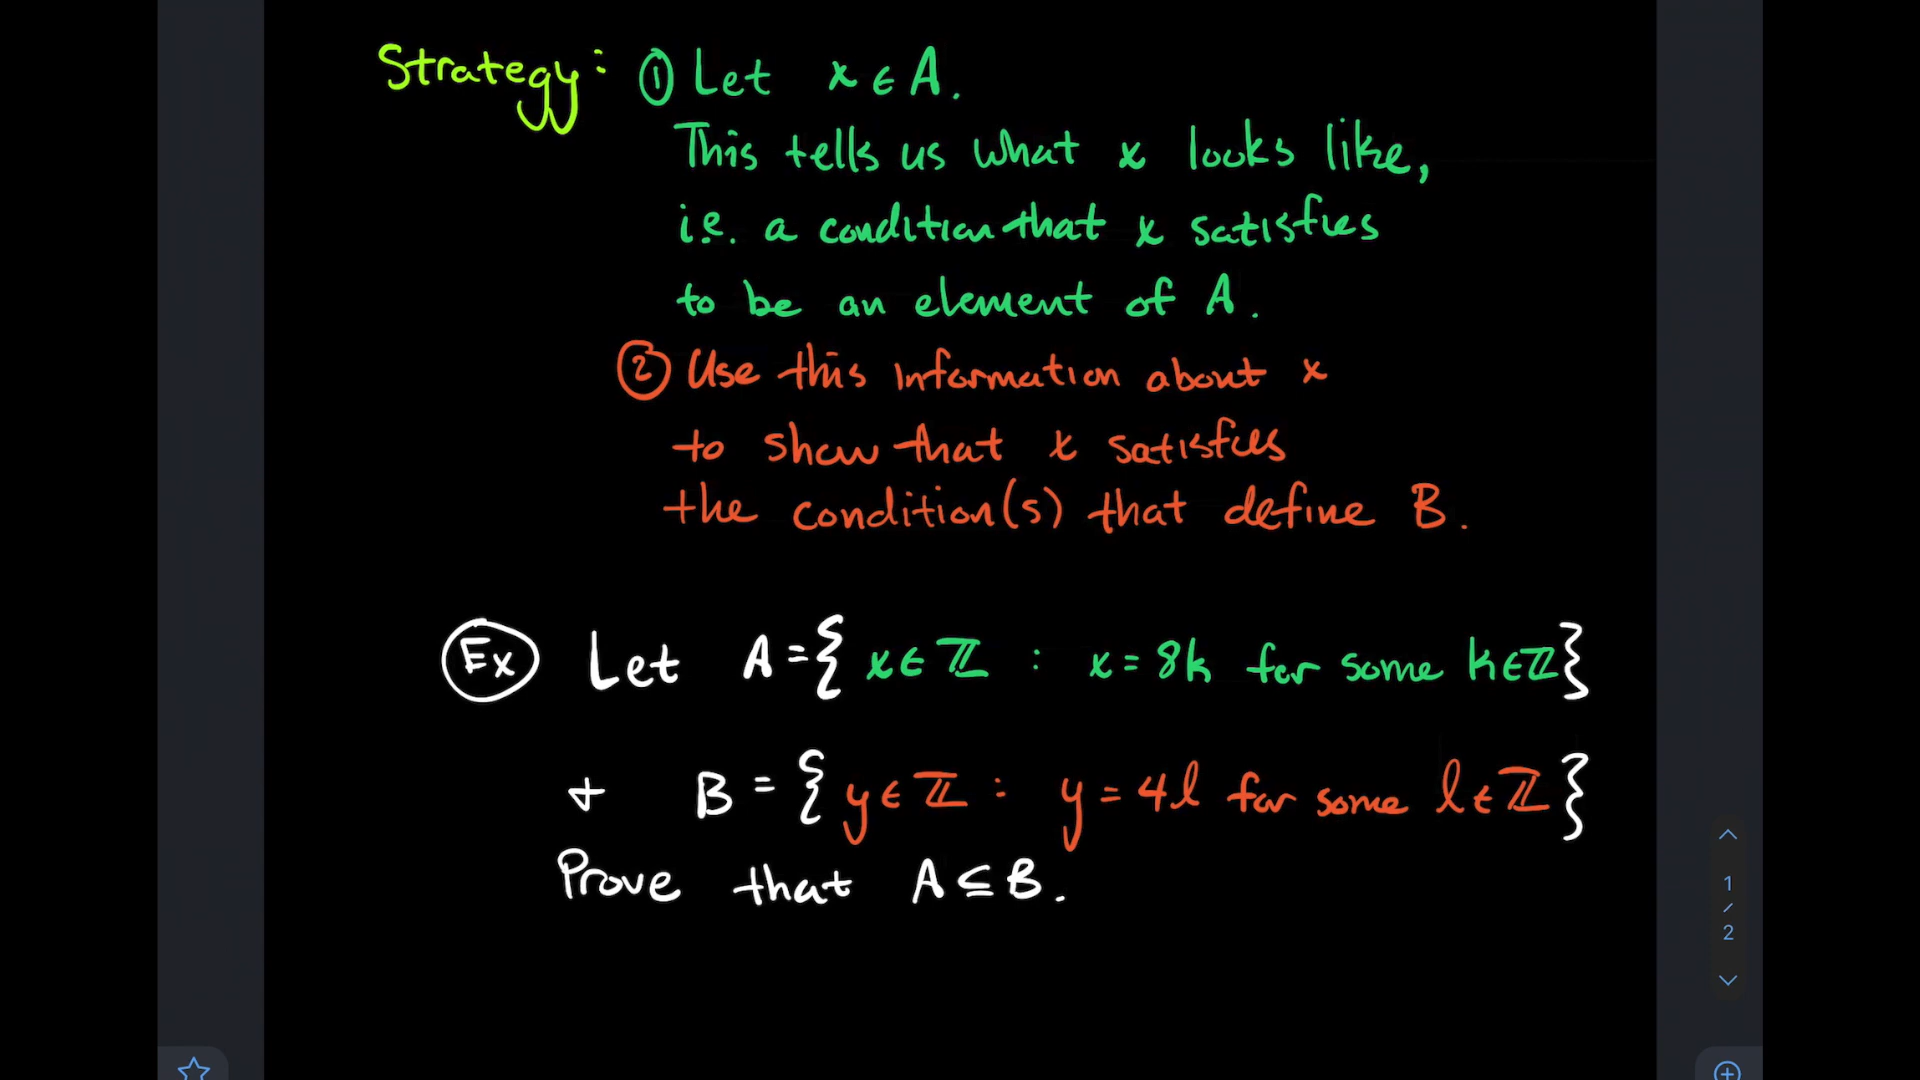 Strategy: ① Let x ∈ A.
This tells us what x looks like,
i.e. a condition that x satisfies
to be an element of A.
② Use this information about x
to show that x satisfies
the condition(s) that define B.
Ex Let A = { x ∈ ℤ : x = 8k for some k ∈ ℤ }
+ B = { y ∈ ℤ : y = 4l for some l ∈ ℤ }
Prove that A ⊆ B.
1
/
2